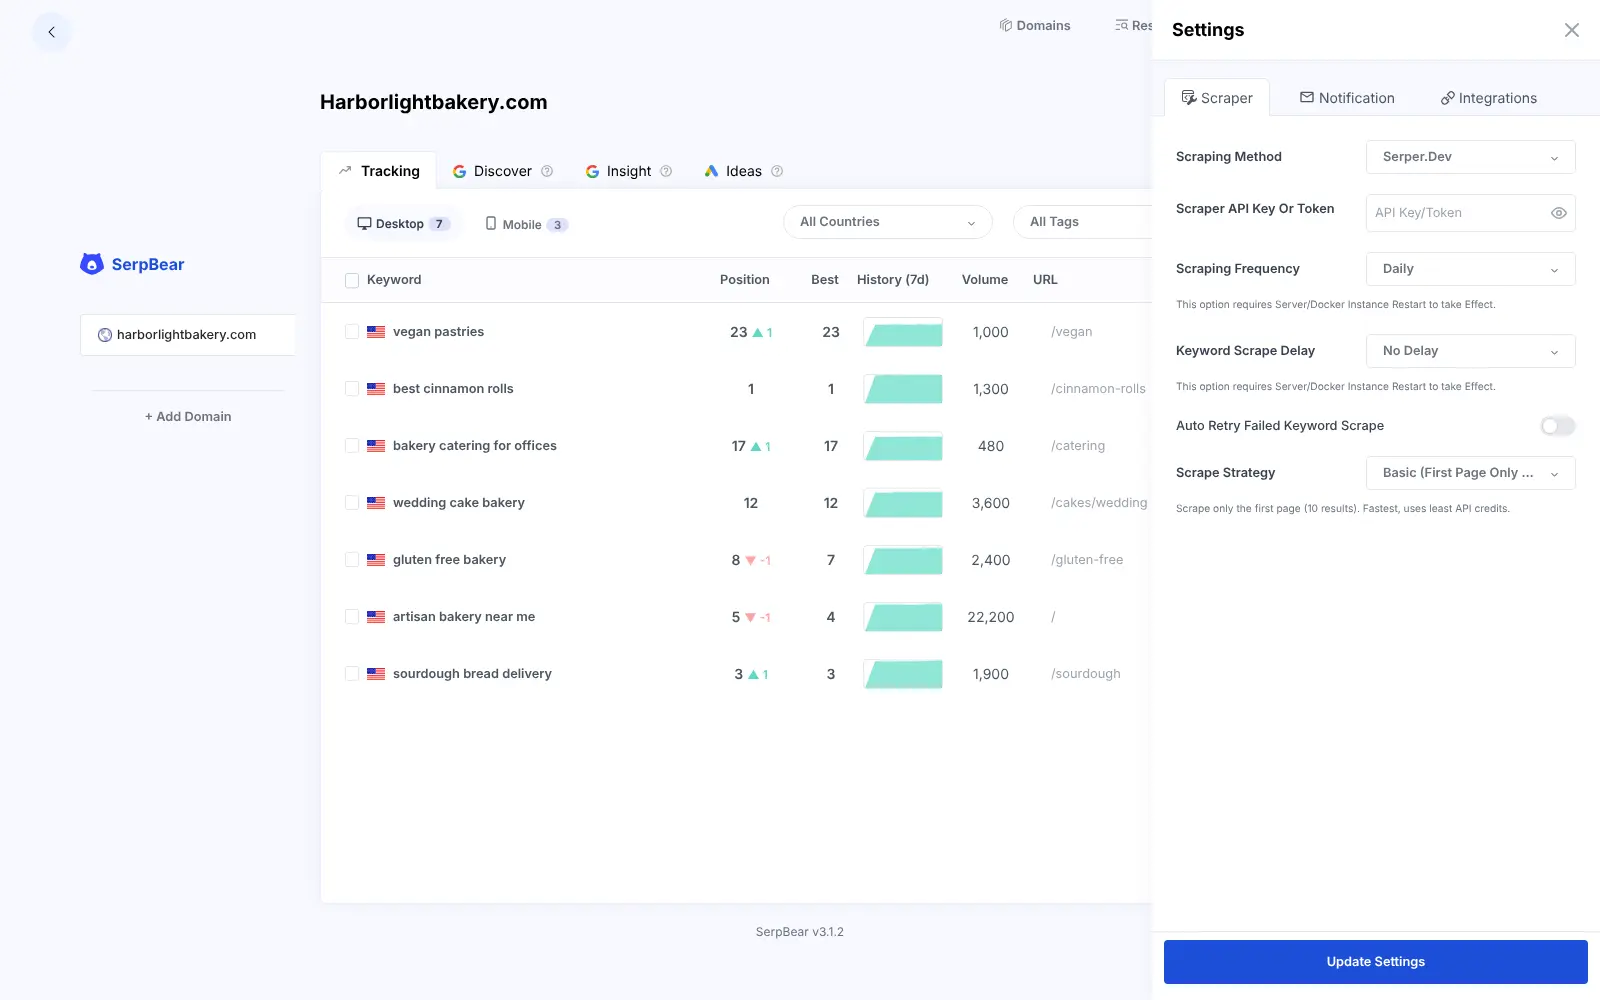 Domains
Res
Settings
Harborlightbakery.com
Scraper
Notification
Integrations
Tracking
Discover
Insight
Ideas
Scraping Method
Serper.Dev
Desktop 7
Mobile 3
All Countries
All Tags
Scraper API Key Or Token
API Key/Token
SerpBear
harborlightbakery.com
+ Add Domain
Keyword
Position
Best
History (7d)
Volume
URL
vegan pastries 23 ▲ 1 23 1,000 /vegan
best cinnamon rolls 1 1 1,300 /cinnamon-rolls
bakery catering for offices 17 ▲ 1 17 480 /catering
wedding cake bakery 12 12 3,600 /cakes/wedding
gluten free bakery 8 ▼ -1 7 2,400 /gluten-free
artisan bakery near me 5 ▼ -1 4 22,200 /
sourdough bread delivery 3 ▲ 1 3 1,900 /sourdough
Scraping Frequency
Daily
This option requires Server/Docker Instance Restart to take Effect.
Keyword Scrape Delay
No Delay
This option requires Server/Docker Instance Restart to take Effect.
Auto Retry Failed Keyword Scrape
Scrape Strategy
Basic (First Page Only ...
Scrape only the first page (10 results). Fastest, uses least API credits.
SerpBear v3.1.2
Update Settings